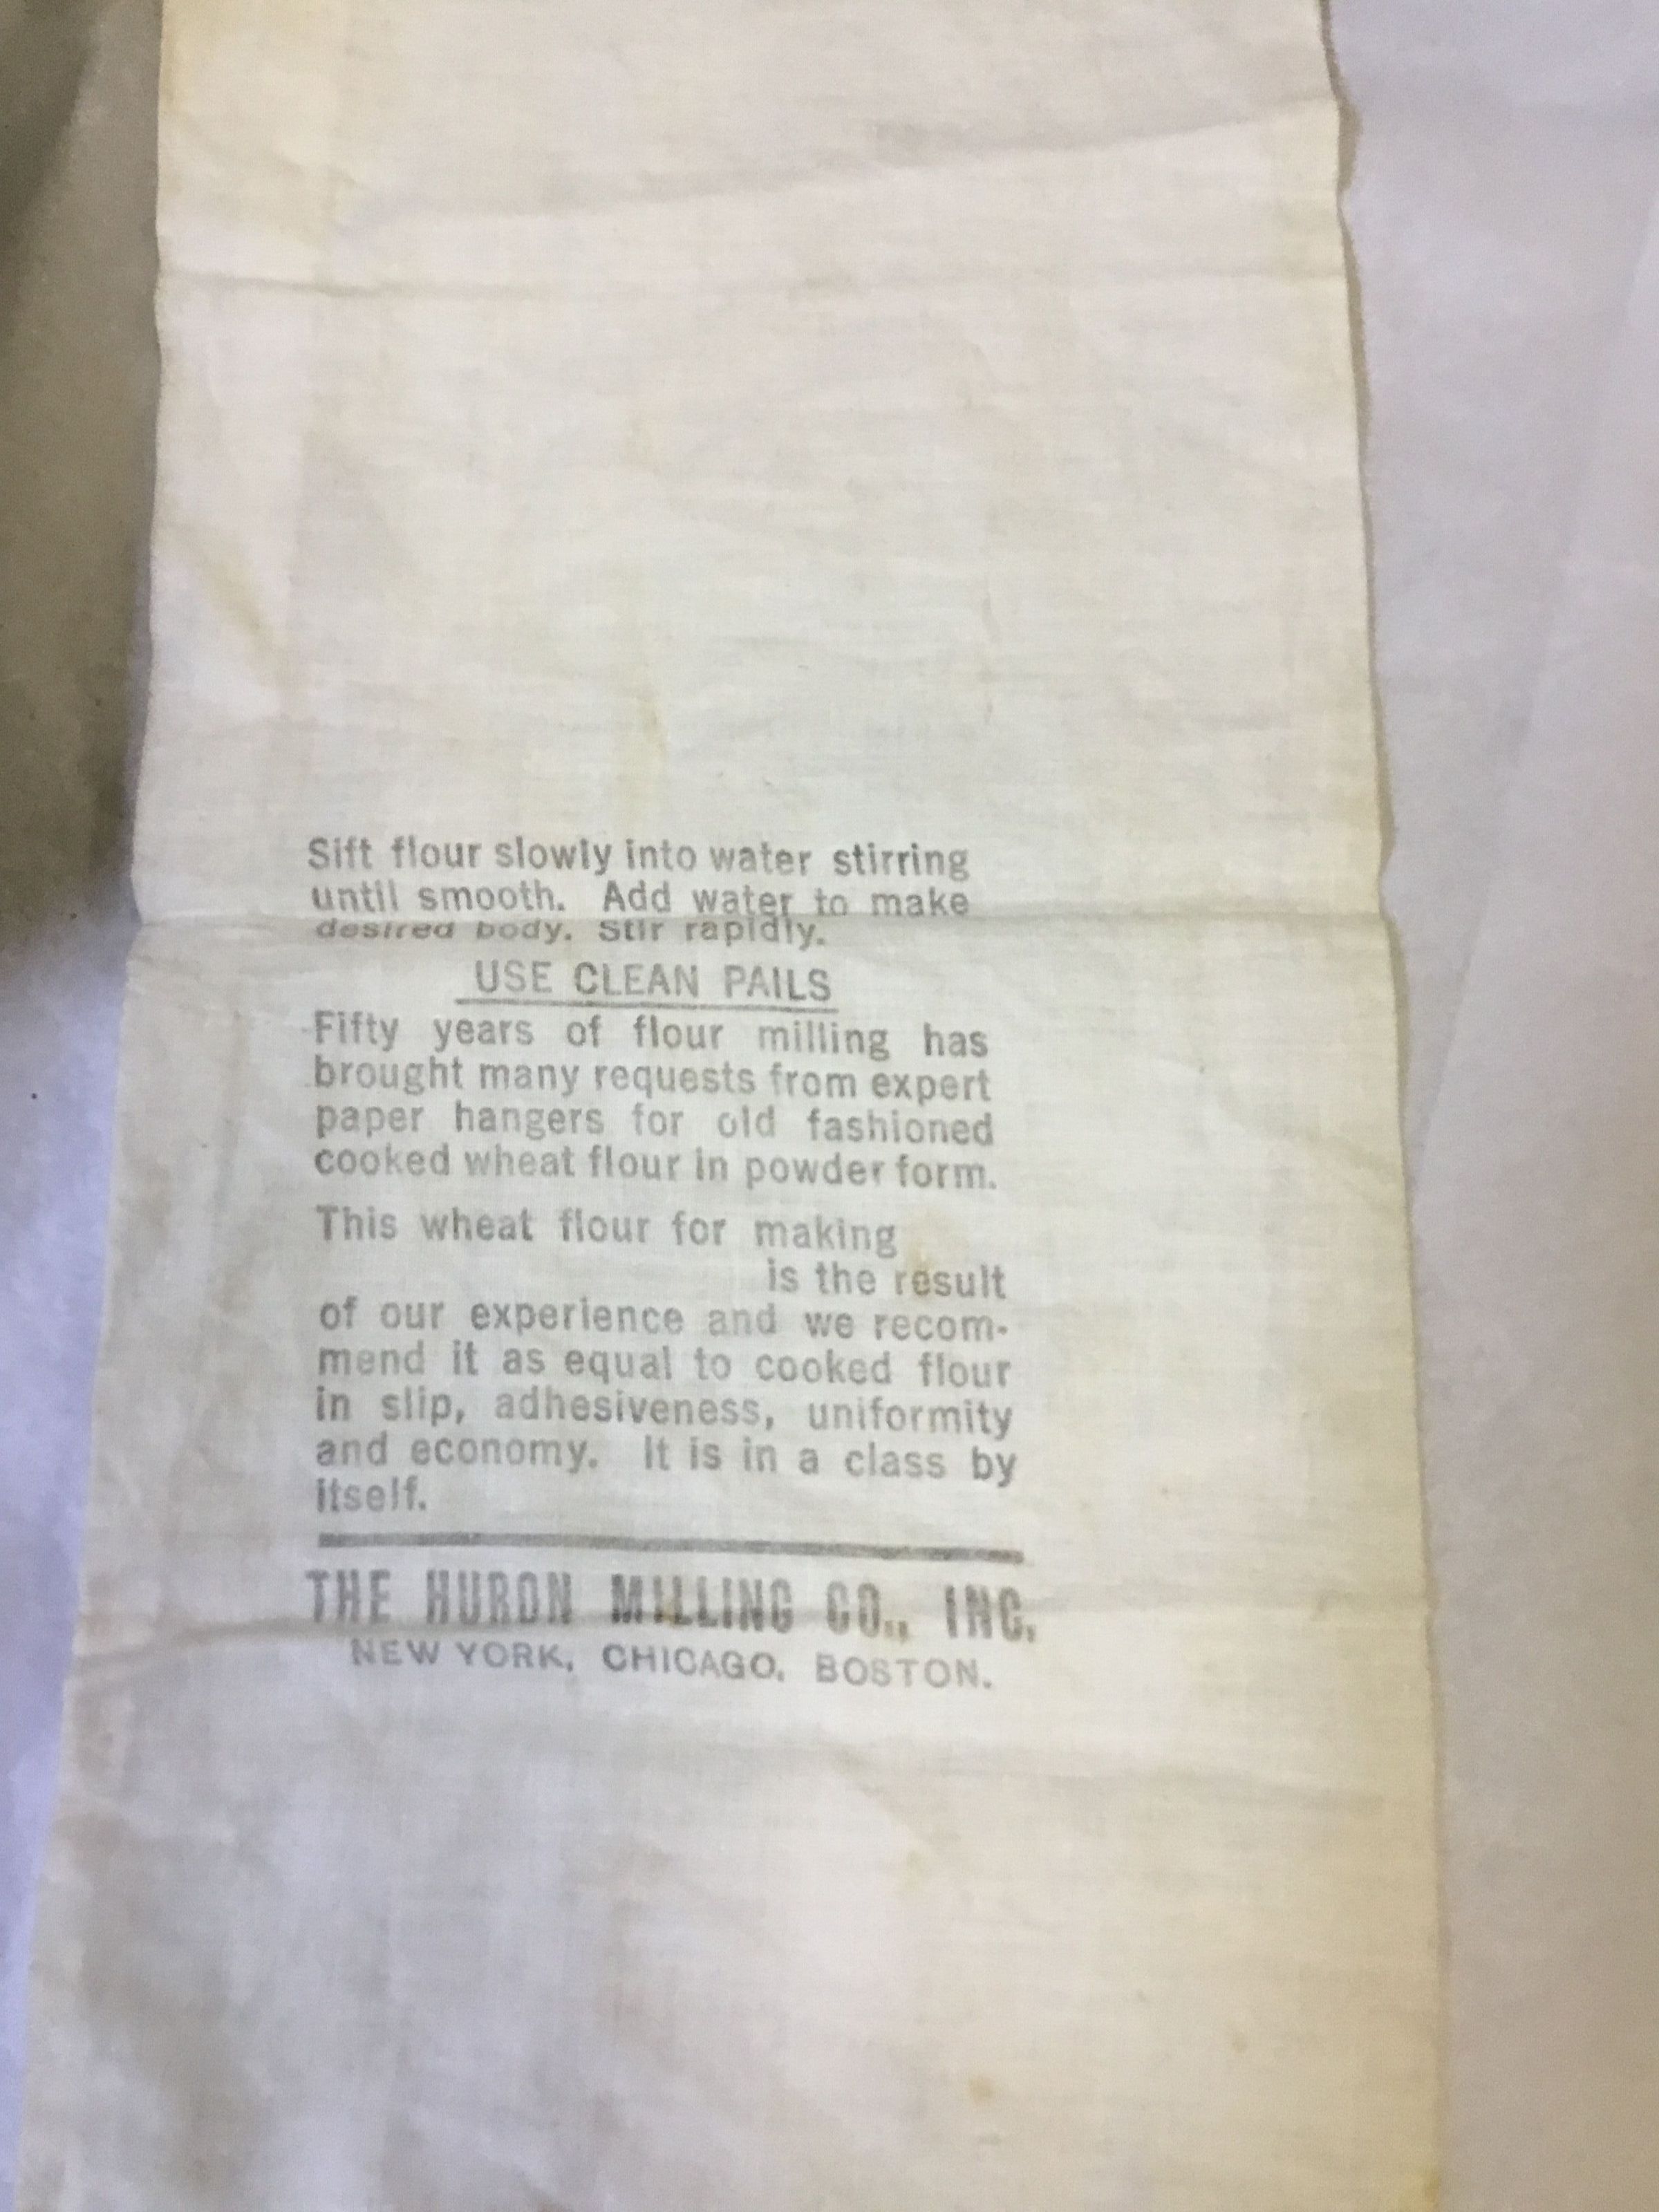 Sift flour slowly into water stirring
until smooth. Add water to make
desired body. Stir rapidly.
USE CLEAN PAILS
Fifty years of flour milling has
brought many requests from expert
paper hangers for old fashioned
cooked wheat flour in powder form.
This wheat flour for making
is the result
of our experience and we recom-
mend it as equal to cooked flour
in slip, adhesiveness, uniformity
and economy. It is in a class by
itself.
THE HURON MILLING CO., INC.
NEW YORK, CHICAGO, BOSTON.